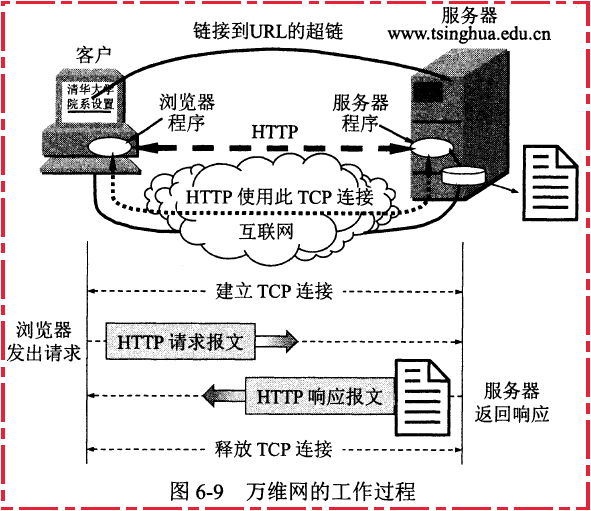 链接到URL的超链
服务器
www.tsinghua.edu.cn
客户
清华大学
院系设置
浏览器
程序
服务器
程序
HTTP
HTTP 使用此 TCP 连接
互联网
建立 TCP 连接
浏览器
发出请求
HTTP 请求报文
HTTP 响应报文
服务器
返回响应
释放 TCP 连接
图 6-9 万维网的工作过程